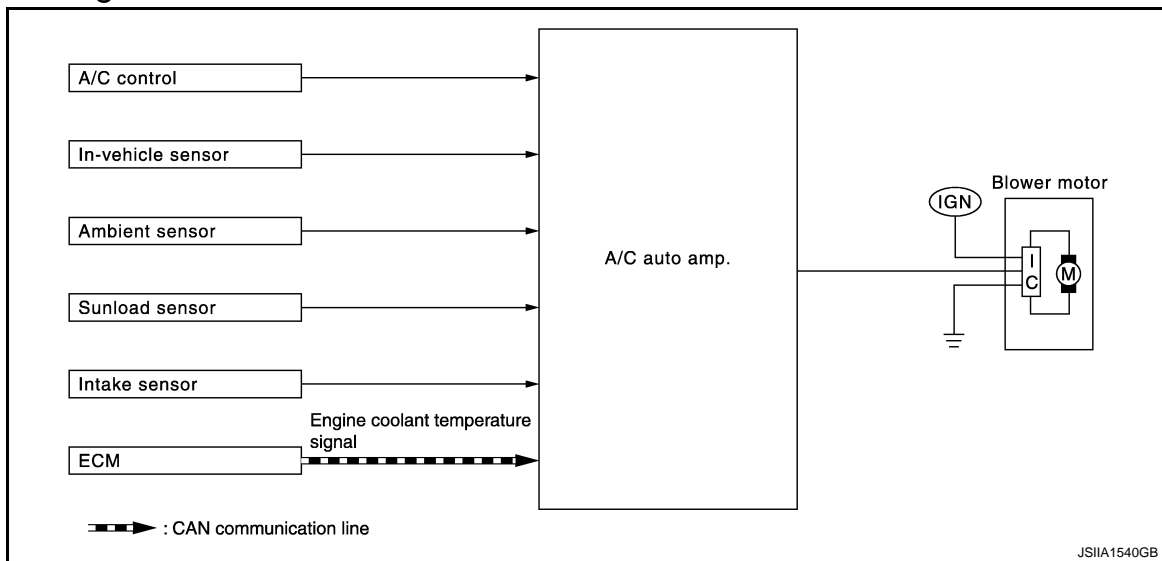 A/C control
In-vehicle sensor
Ambient sensor
Sunload sensor
Intake sensor
ECM
Engine coolant temperature
signal
A/C auto amp.
Blower motor
IGN
I
C
M
: CAN communication line
JSIIA1540GB